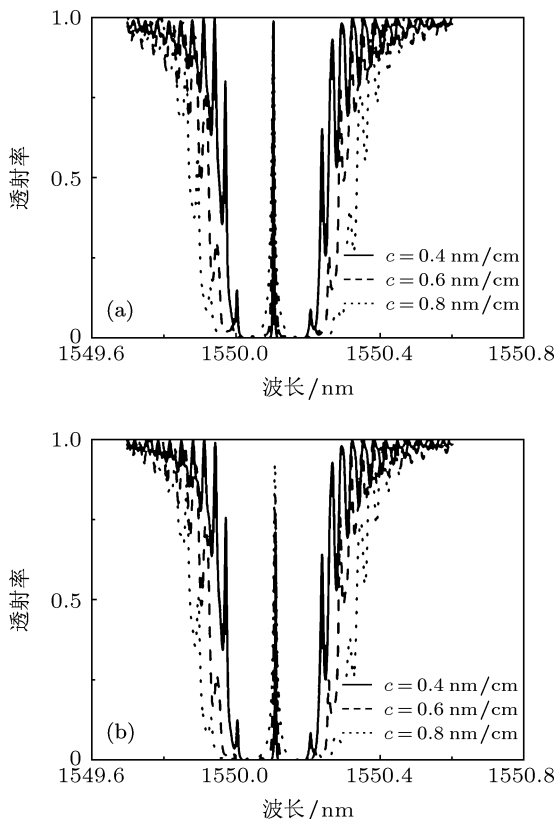 1.0
透射率
0.5
c = 0.4 nm/cm
c = 0.6 nm/cm
(a)
c = 0.8 nm/cm
0
1549.6
1550.0
1550.4
1550.8
波长/nm
1.0
透射率
0.5
c = 0.4 nm/cm
c = 0.6 nm/cm
(b)
c = 0.8 nm/cm
0
1549.6
1550.0
1550.4
1550.8
波长/nm